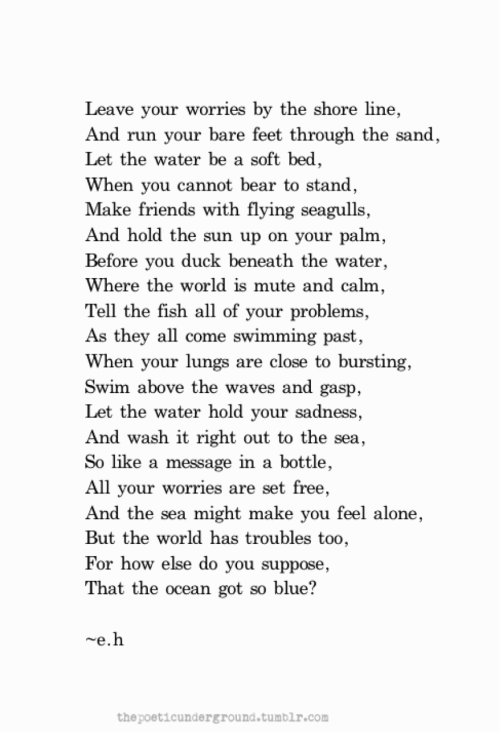 Leave your worries by the shore line,
And run your bare feet through the sand,
Let the water be a soft bed,
When you cannot bear to stand,
Make friends with flying seagulls,
And hold the sun up on your palm,
Before you duck beneath the water,
Where the world is mute and calm,
Tell the fish all of your problems,
As they all come swimming past,
When your lungs are close to bursting,
Swim above the waves and gasp,
Let the water hold your sadness,
And wash it right out to the sea,
So like a message in a bottle,
All your worries are set free,
And the sea might make you feel alone,
But the world has troubles too,
For how else do you suppose,
That the ocean got so blue?
~e.h
thepoeticunderground.tumblr.com